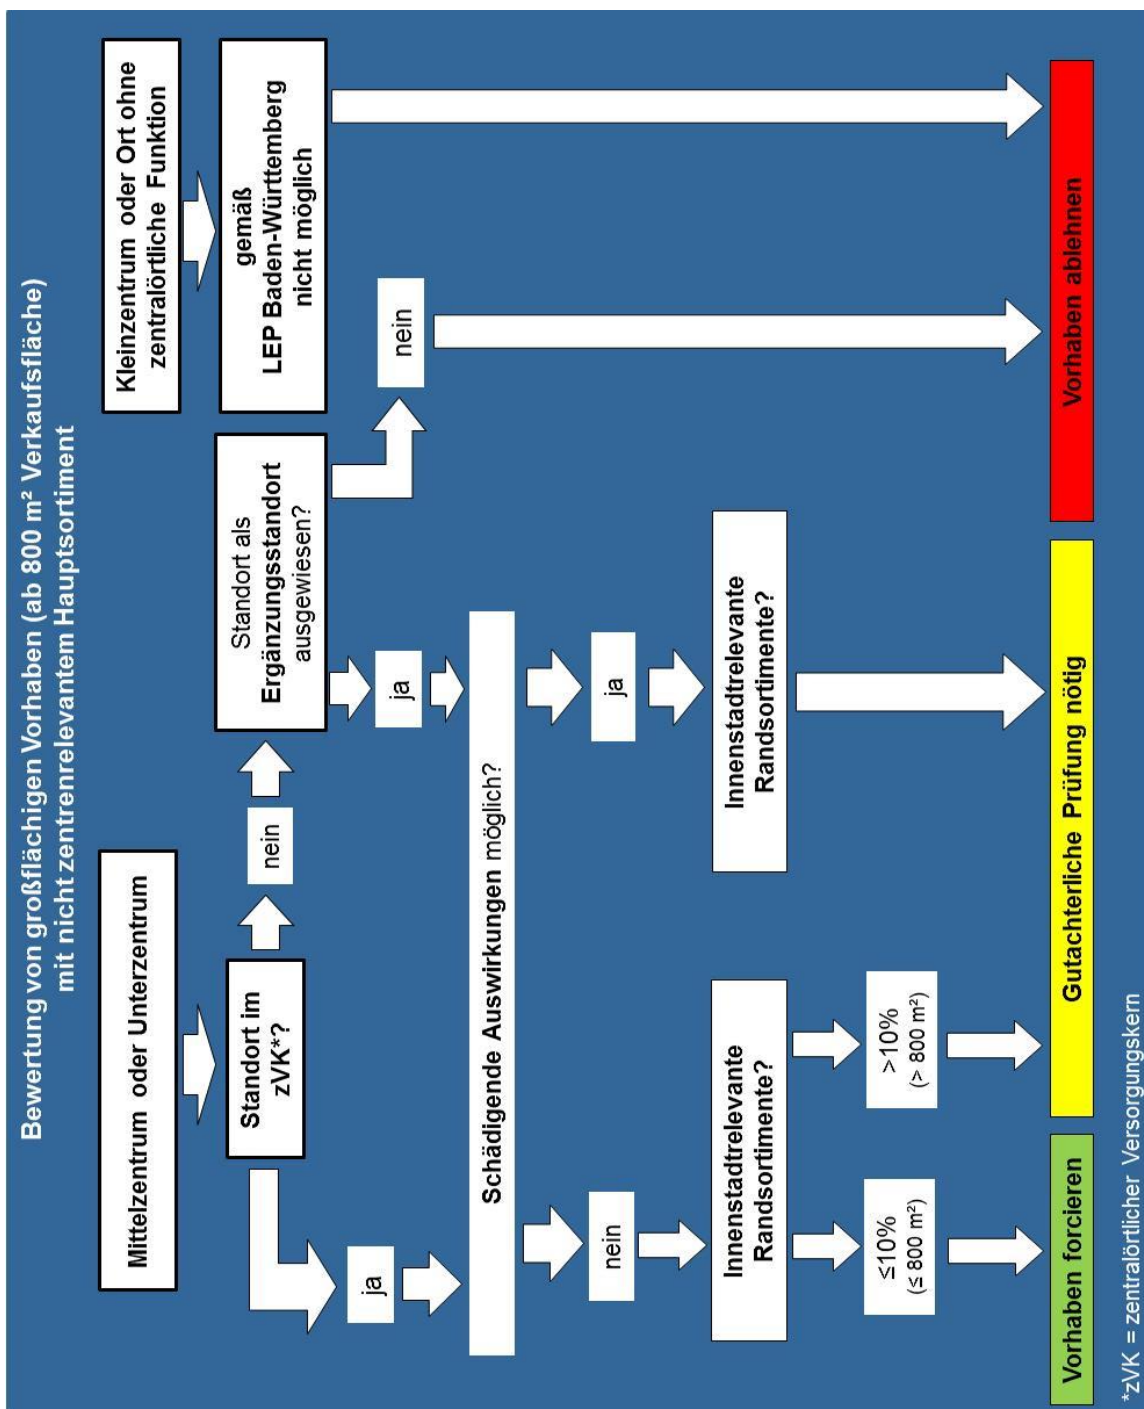 Bewertung von großflächigen Vorhaben (ab 800 m² Verkaufsfläche)
mit nicht zentrenrelevantem Hauptsortiment
Mittelzentrum oder Unterzentrum
Kleinzentrum oder Ort ohne
zentralörtliche Funktion
Standort im
zVK*?
nein
Standort als
Ergänzungsstandort
ausgewiesen?
gemäß
LEP Baden-Württemberg
nicht möglich
ja
ja
nein
Schädigende Auswirkungen möglich?
nein
ja
Innenstadtrelevante
Randsortimente?
Innenstadtrelevante
Randsortimente?
≤10%
(≤ 800 m²)
>10%
(> 800 m²)
Vorhaben forcieren
Gutachterliche Prüfung nötig
Vorhaben ablehnen
*zVK = zentralörtlicher Versorgungskern